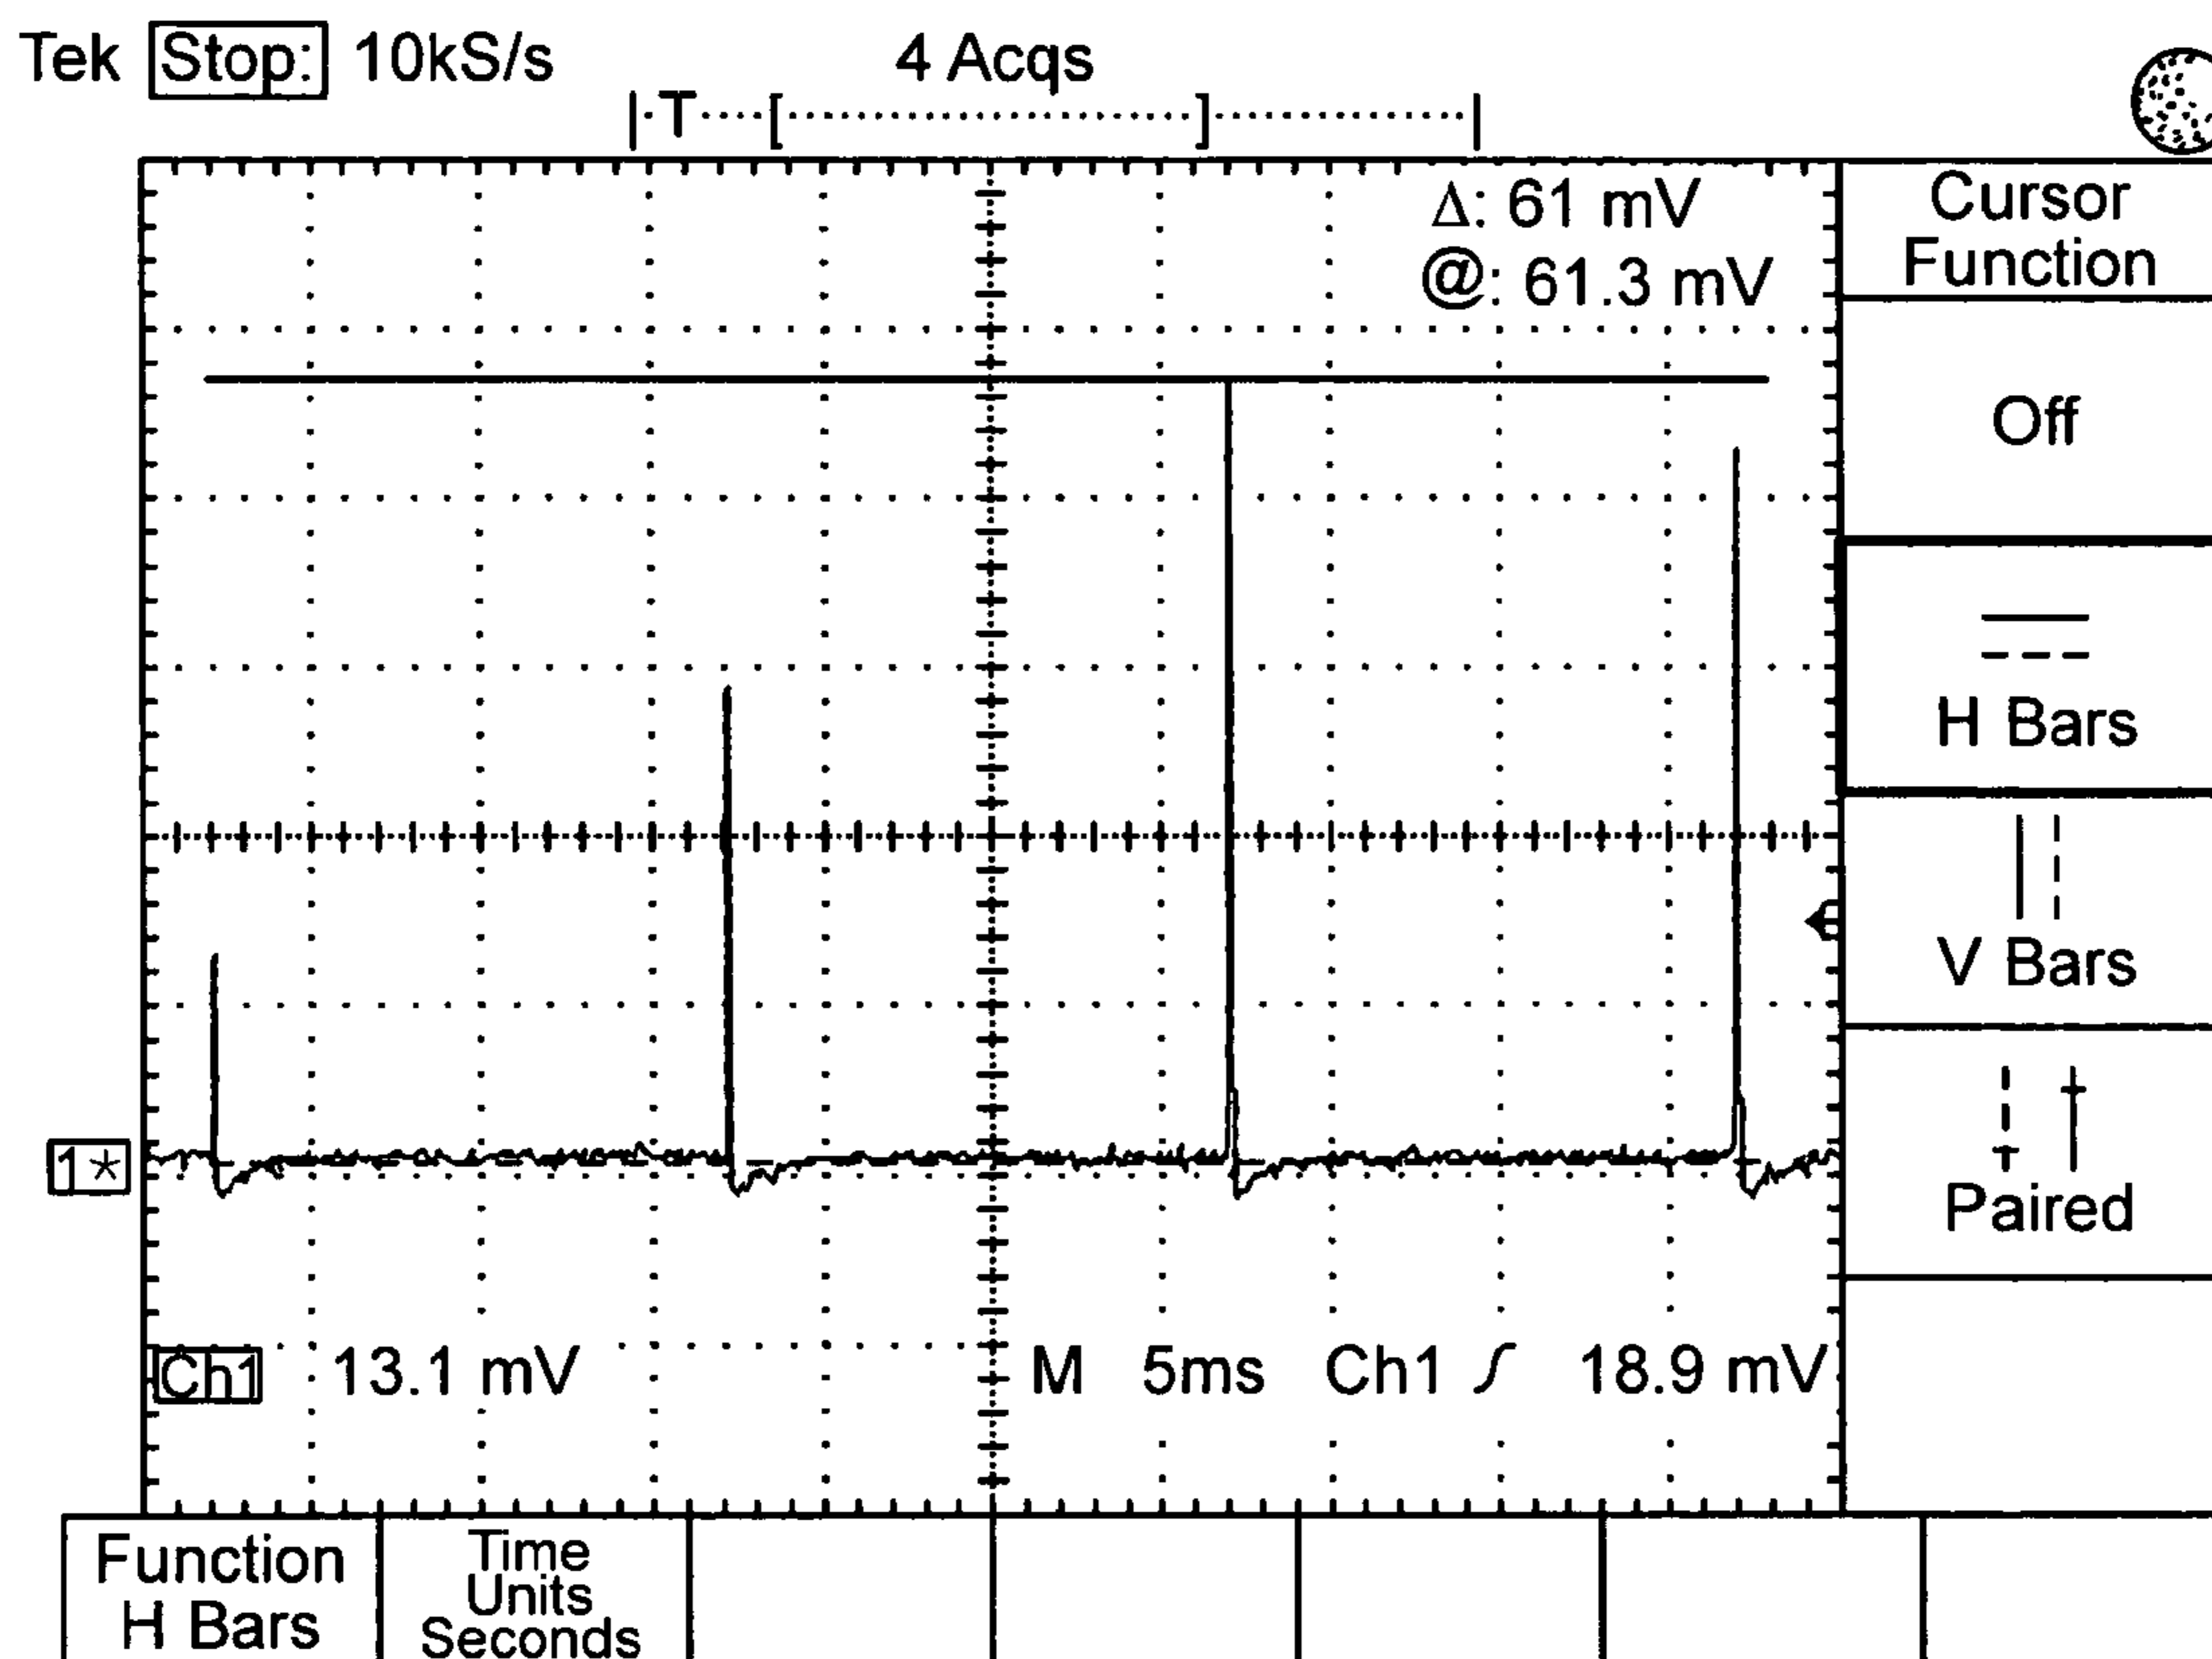 Tek Stop: 10kS/s 4 Acqs
T
Δ: 61 mV
@: 61.3 mV
Cursor
Function
Off
H Bars
V Bars
1*
Paired
Ch1 13.1 mV M 5ms Ch1 ∫ 18.9 mV
Function
H Bars
Time
Units
Seconds